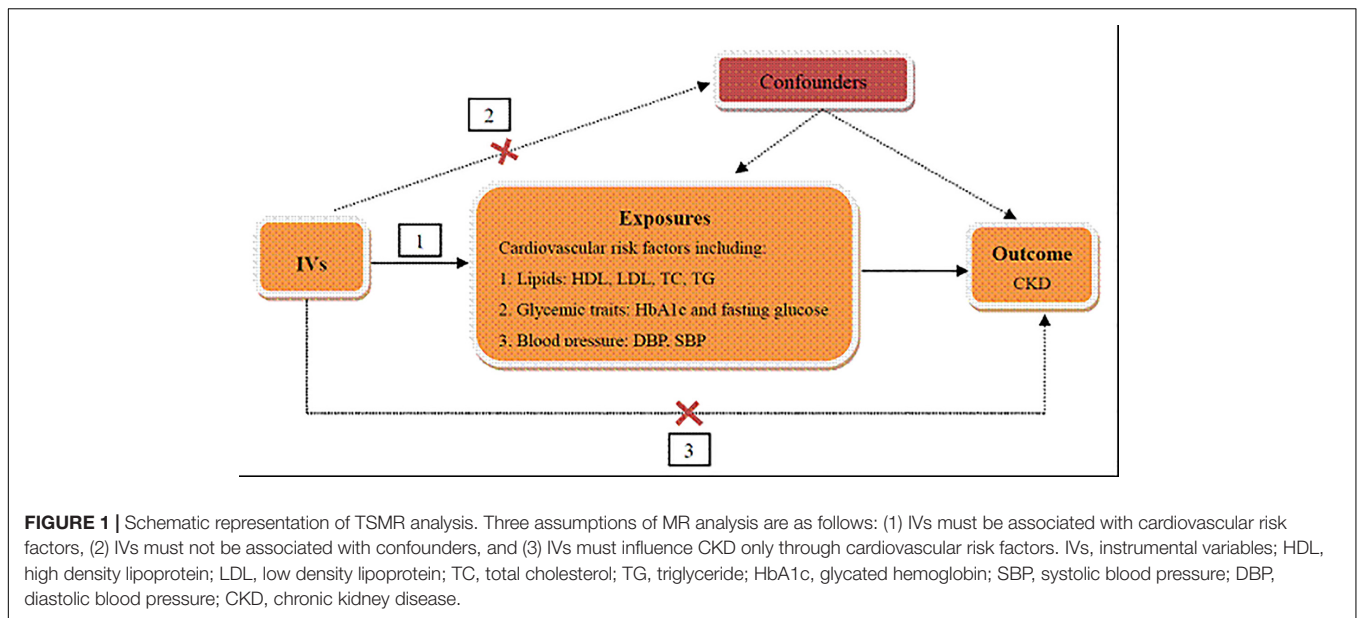 Confounders
2
1
IVs
Exposures
Cardiovascular risk factors including:
1. Lipids: HDL, LDL, TC, TG
2. Glycemic traits: HbA1c and fasting glucose
3. Blood pressure: DBP, SBP
Outcome
CKD
3
FIGURE 1 | Schematic representation of TSMR analysis. Three assumptions of MR analysis are as follows: (1) IVs must be associated with cardiovascular risk
factors, (2) IVs must not be associated with confounders, and (3) IVs must influence CKD only through cardiovascular risk factors. IVs, instrumental variables; HDL,
high density lipoprotein; LDL, low density lipoprotein; TC, total cholesterol; TG, triglyceride; HbA1c, glycated hemoglobin; SBP, systolic blood pressure; DBP,
diastolic blood pressure; CKD, chronic kidney disease.